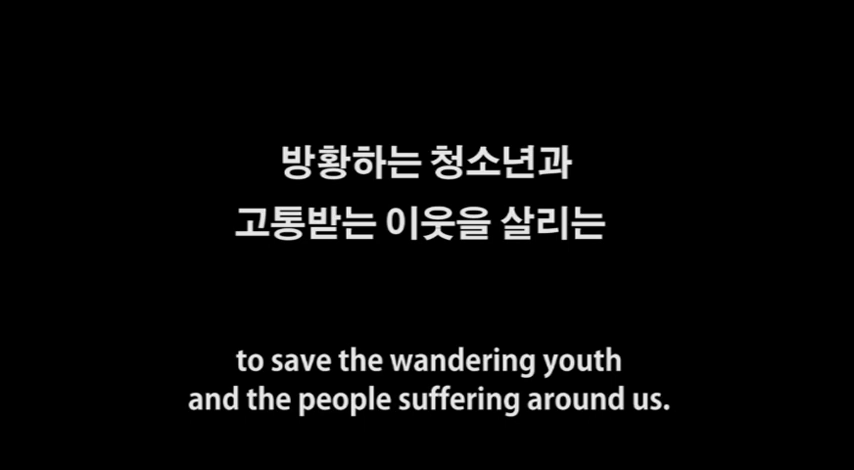 방황하는 청소년과
고통받는 이웃을 살리는
to save the wandering youth
and the people suffering around us.